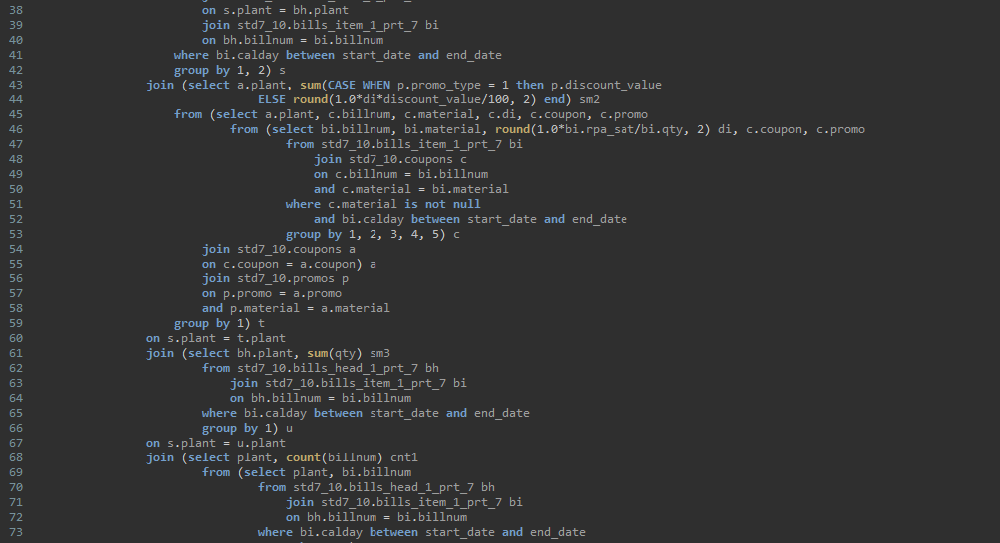 38 on s.plant = bh.plant
39 join std7_10.bills_item_1_prt_7 bi
40 on bh.billnum = bi.billnum
41 where bi.calday between start_date and end_date
42 group by 1, 2) s
43 join (select a.plant, sum(CASE WHEN p.promo_type = 1 then p.discount_value
44 ELSE round(1.0*di*discount_value/100, 2) end) sm2
45 from (select a.plant, c.billnum, c.material, c.di, c.coupon, c.promo
46 from (select bi.billnum, bi.material, round(1.0*bi.rpa_sat/bi.qty, 2) di, c.coupon, c.promo
47 from std7_10.bills_item_1_prt_7 bi
48 join std7_10.coupons c
49 on c.billnum = bi.billnum
50 and c.material = bi.material
51 where c.material is not null
52 and bi.calday between start_date and end_date
53 group by 1, 2, 3, 4, 5) c
54 join std7_10.coupons a
55 on c.coupon = a.coupon) a
56 join std7_10.promos p
57 on p.promo = a.promo
58 and p.material = a.material
59 group by 1) t
60 on s.plant = t.plant
61 join (select bh.plant, sum(qty) sm3
62 from std7_10.bills_head_1_prt_7 bh
63 join std7_10.bills_item_1_prt_7 bi
64 on bh.billnum = bi.billnum
65 where bi.calday between start_date and end_date
66 group by 1) u
67 on s.plant = u.plant
68 join (select plant, count(billnum) cnt1
69 from (select plant, bi.billnum
70 from std7_10.bills_head_1_prt_7 bh
71 join std7_10.bills_item_1_prt_7 bi
72 on bh.billnum = bi.billnum
73 where bi.calday between start_date and end_date